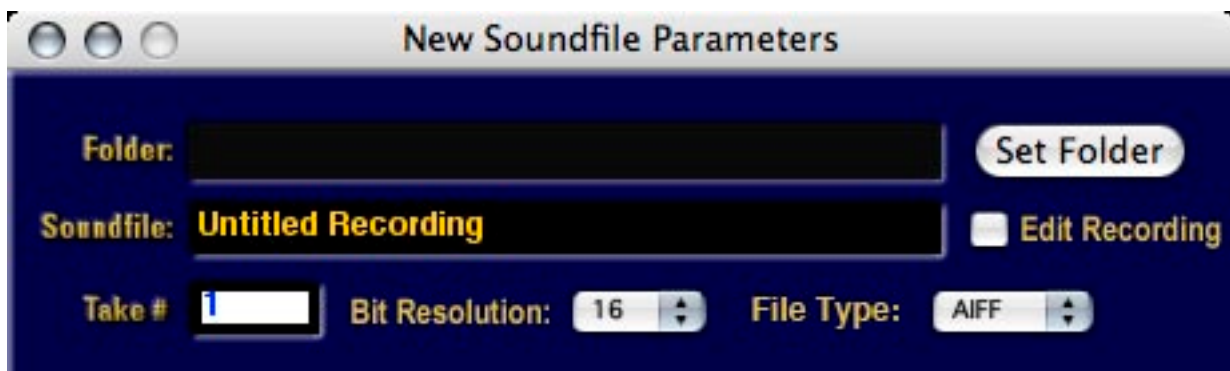 New Soundfile Parameters
Folder: Set Folder
Soundfile: Untitled Recording Edit Recording
Take # 1 Bit Resolution: 16 File Type: AIFF